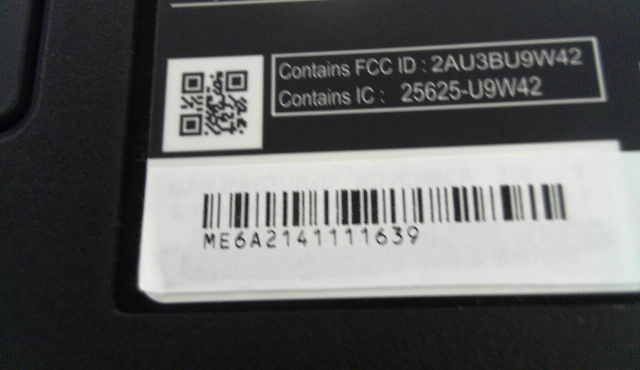 Contains FCC ID : 2AU3BU9W42
Contains IC : 25625-U9W42
ME6A2141111639